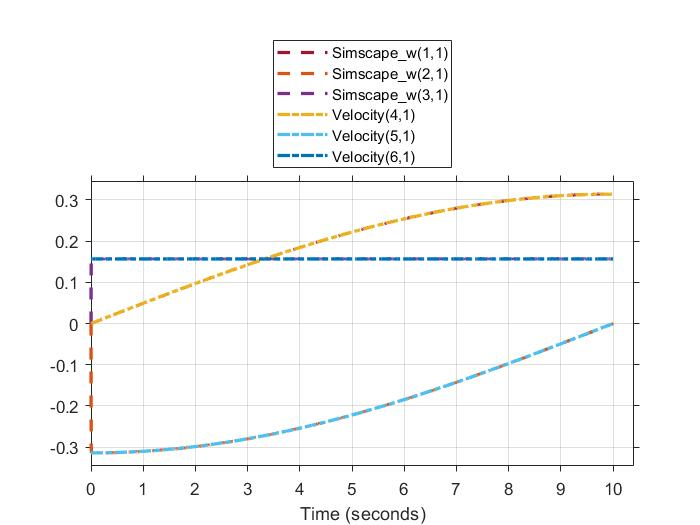 Simscape_w(1,1)
Simscape_w(2,1)
Simscape_w(3,1)
Velocity(4,1)
Velocity(5,1)
Velocity(6,1)
0.3
0.2
0.1
0
-0.1
-0.2
-0.3
0 1 2 3 4 5 6 7 8 9 10
Time (seconds)